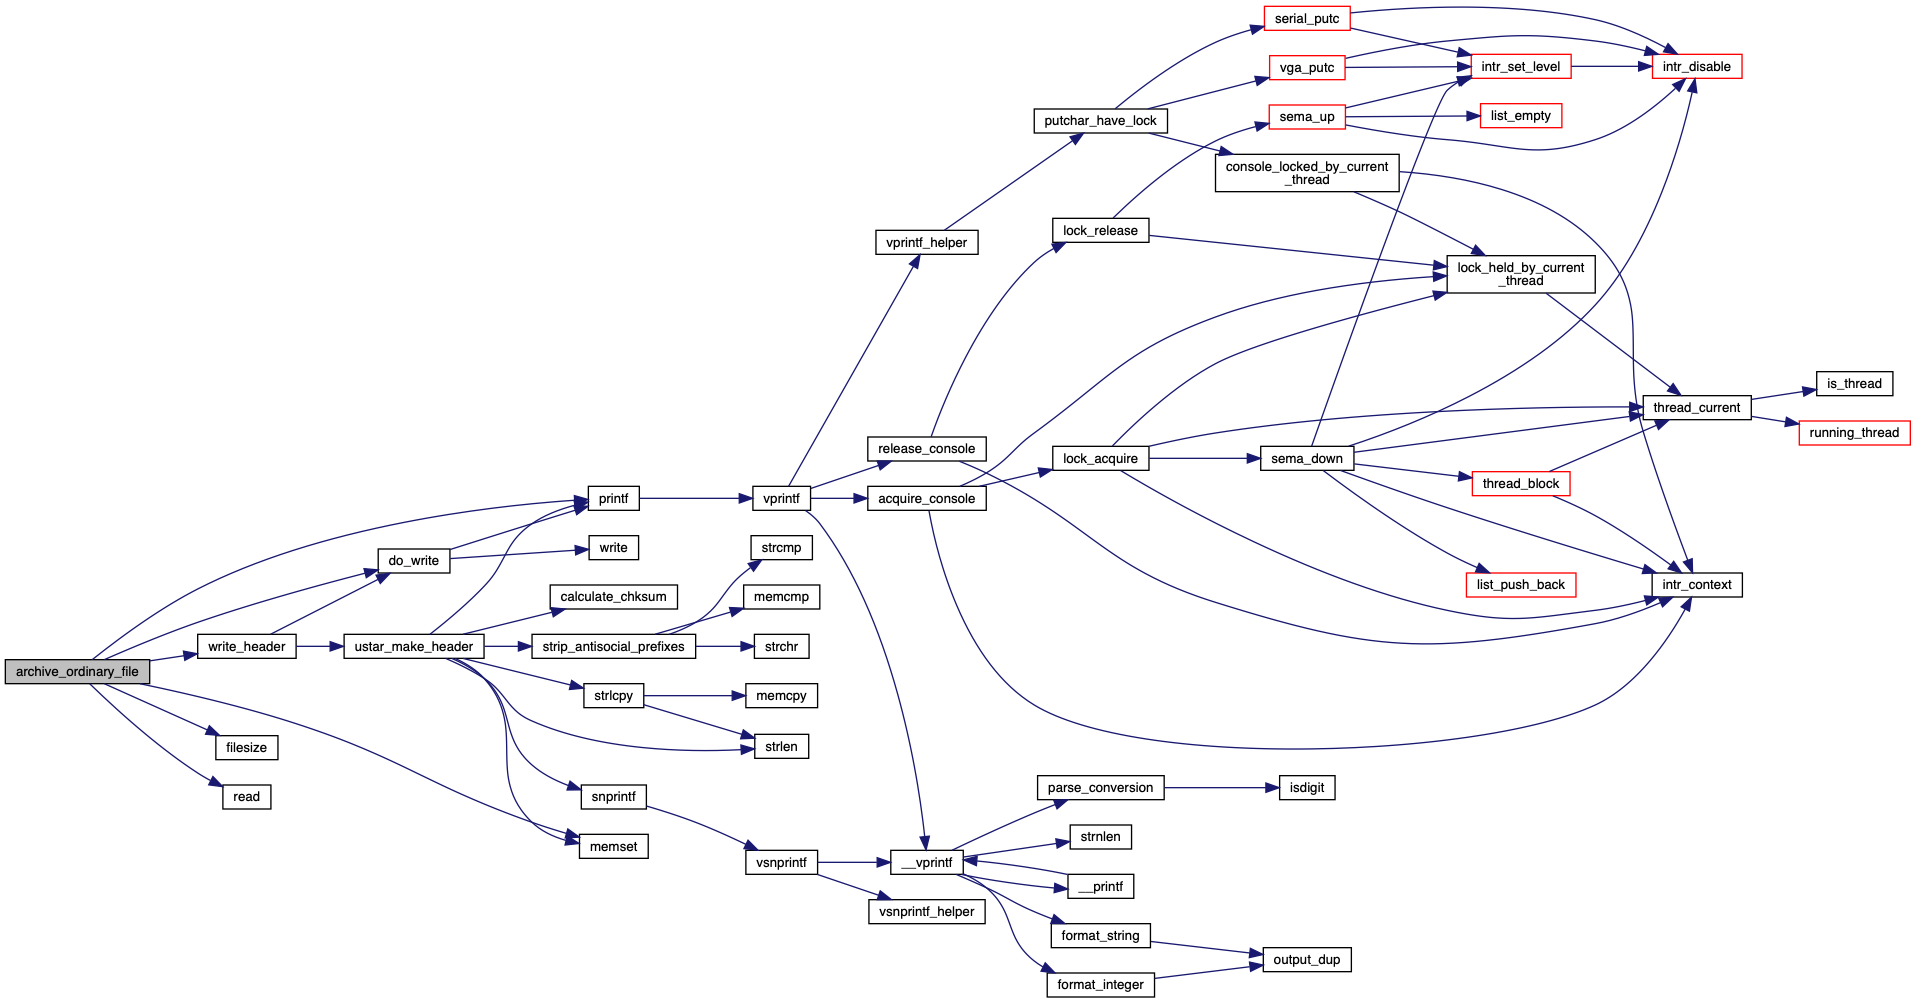 archive_ordinary_file
write_header
filesize
read
do_write
ustar_make_header
printf
write
calculate_chksum
strip_antisocial_prefixes
strlcpy
snprintf
memset
vprintf
strcmp
memcmp
strchr
memcpy
strlen
vsnprintf
vprintf_helper
release_console
acquire_console
__vprintf
vsnprintf_helper
putchar_have_lock
lock_release
lock_acquire
parse_conversion
strnlen
__printf
format_string
format_integer
serial_putc
vga_putc
sema_up
console_locked_by_current
_thread
sema_down
isdigit
output_dup
intr_set_level
list_empty
lock_held_by_current
_thread
thread_block
list_push_back
intr_disable
thread_current
intr_context
is_thread
running_thread